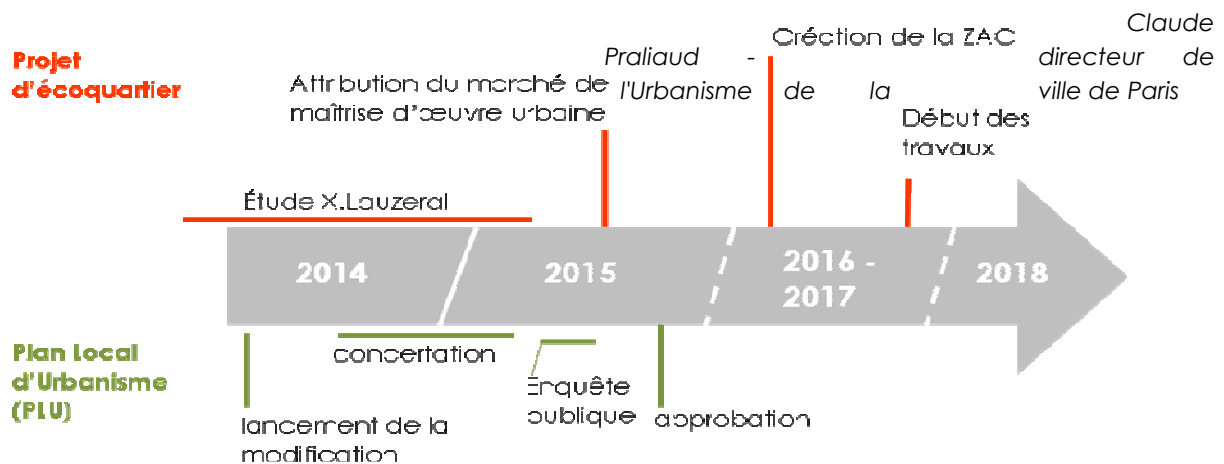 Projet
d'écoquartier
Attribution du marché de
maîtrise d'œuvre urbaine
Créction de la ZAC
Claude
Praliaud - directeur de
l'Urbanisme de la ville de Paris
Début des
travaux
Étude X.Lauzeral
2014
2015
2016 -
2017
2018
Plan Local
d'Urbanisme
(PLU)
lancement de la
modification
concertation
Enquête
publique
approbation